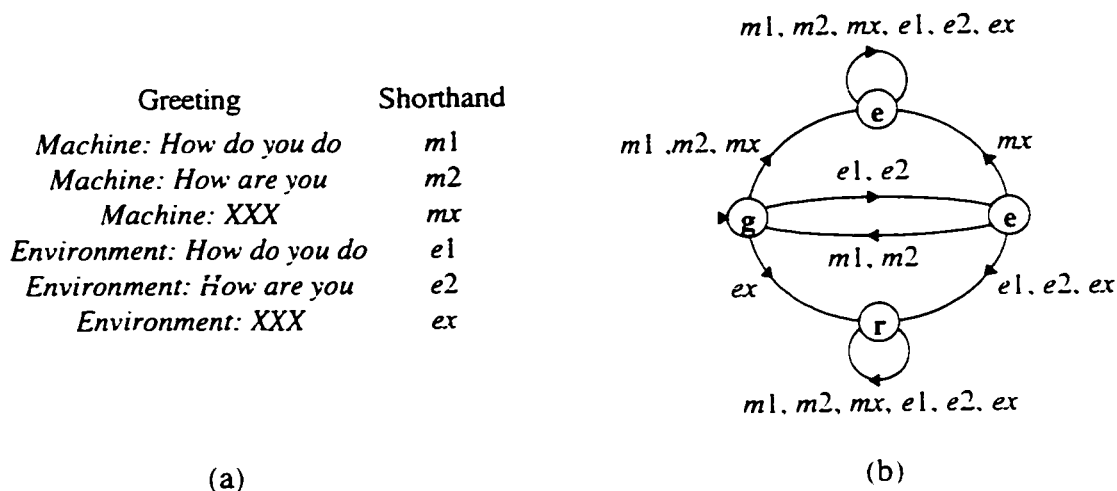 Greeting Shorthand
Machine: How do you do m1
Machine: How are you m2
Machine: XXX mx
Environment: How do you do e1
Environment: How are you e2
Environment: XXX ex
(a)
m1, m2, mx, e1, e2, ex
e
m1 ,m2, mx
mx
e1, e2
g
e
m1, m2
ex
e1, e2, ex
r
m1, m2, mx, e1, e2, ex
(b)